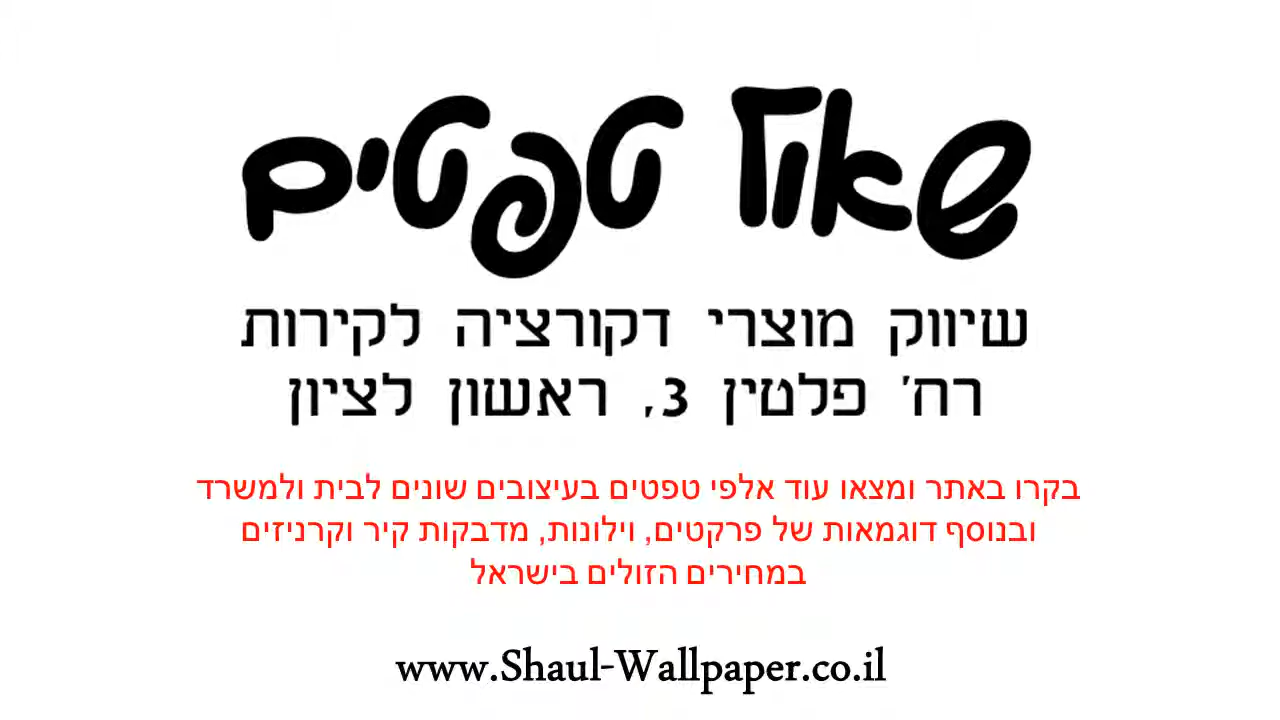 שאול טפטים
שיווק מוצרי דקורציה לקירות
רח' פלטין 3, ראשון לציון
בקרו באתר ומצאו עוד אלפי טפטים בעיצובים שונים לבית ולמשרד
ובנוסף דוגמאות של פרקטים, וילונות, מדבקות קיר וקרניזים
במחירים הזולים בישראל
www.Shaul-Wallpaper.co.il